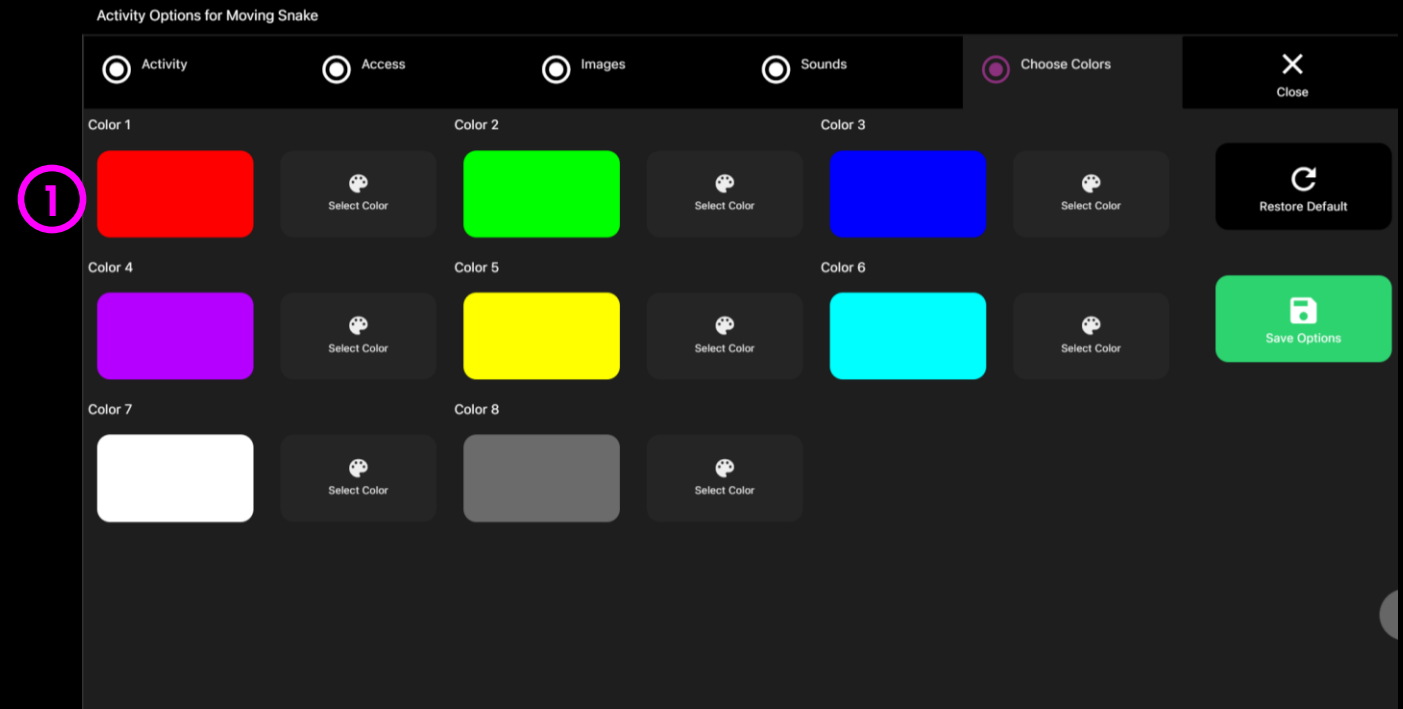 Activity Options for Moving Snake
Activity
Access
Images
Sounds
Choose Colors
Close
Color 1
Color 2
Color 3
1
Select Color
Select Color
Select Color
Restore Default
Color 4
Color 5
Color 6
Select Color
Select Color
Select Color
Save Options
Color 7
Color 8
Select Color
Select Color